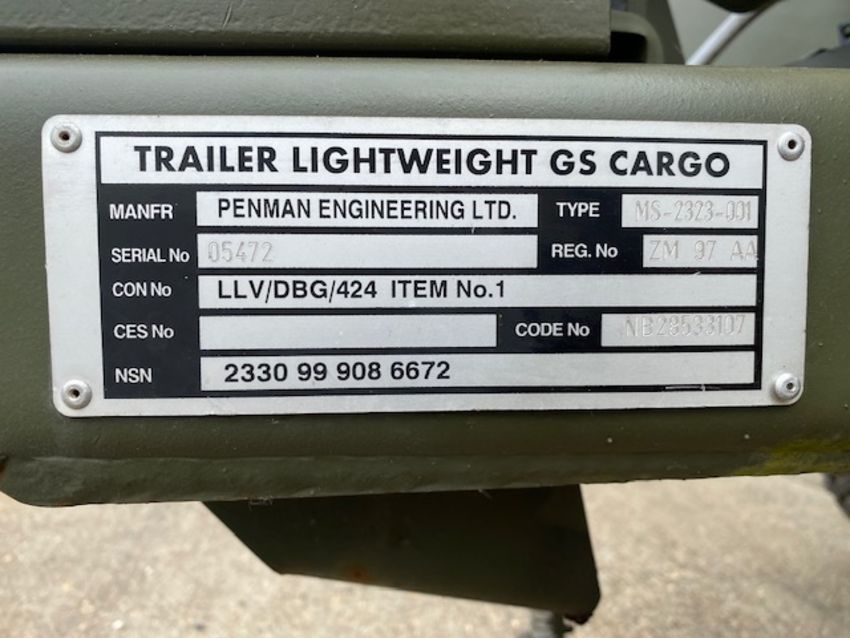 TRAILER LIGHTWEIGHT GS CARGO
MANFR PENMAN ENGINEERING LTD. TYPE MS-2323-001
SERIAL No 05472 REG. No ZM 97 AA
CON No LLV/DBG/424 ITEM No.1
CES No CODE No NB28533107
NSN 2330 99 908 6672